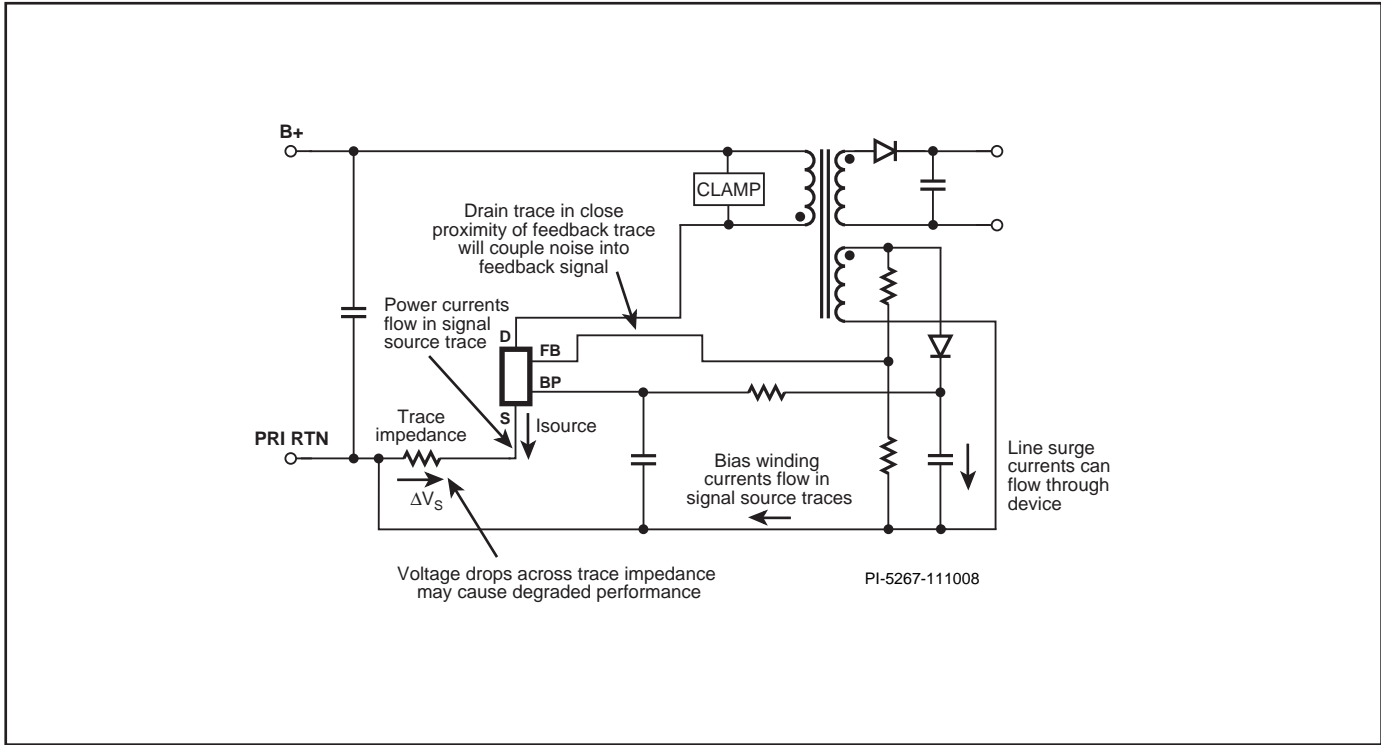 B+
CLAMP
Drain trace in close
proximity of feedback trace
will couple noise into
feedback signal
Power currents
flow in signal
source trace
D
FB
BP
S
Isource
Trace
impedance
PRI RTN
ΔVS
Bias winding
currents flow in
signal source traces
Line surge
currents can
flow through
device
Voltage drops across trace impedance
may cause degraded performance
PI-5267-111008